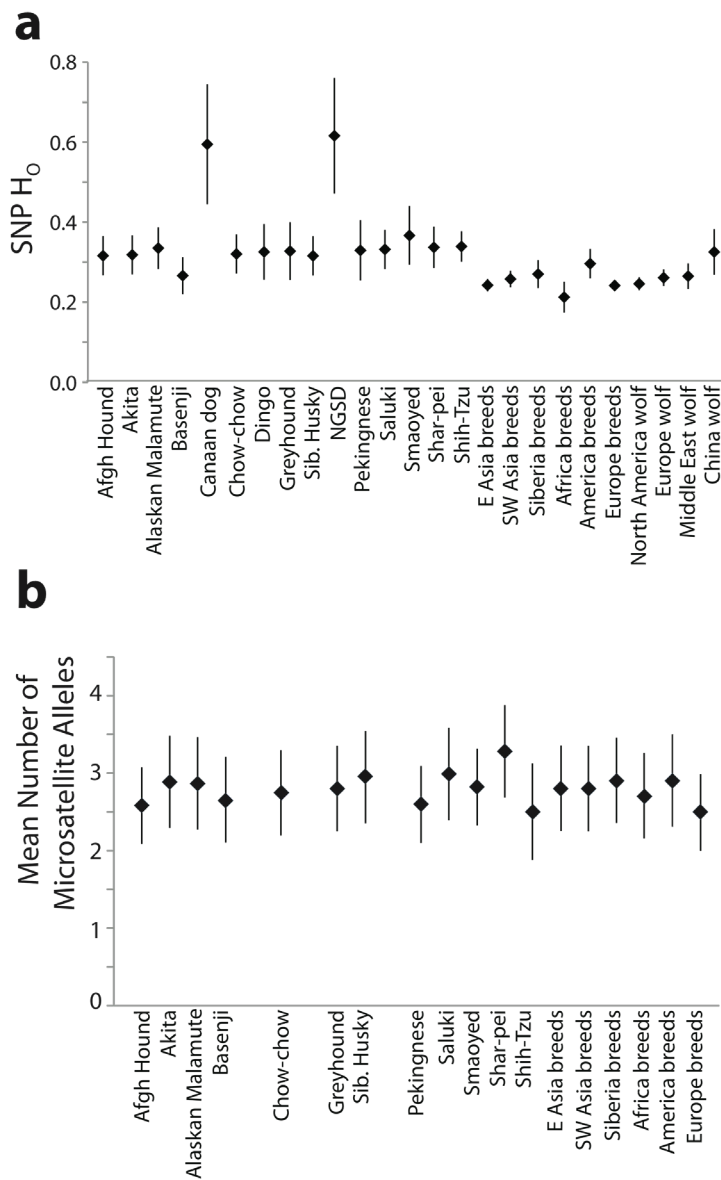 a
SNP HO
0.8
0.6
0.4
0.2
0.0
Afgh Hound
Akita
Alaskan Malamute
Basenji
Canaan dog
Chow-chow
Dingo
Greyhound
Sib. Husky
NGSD
Pekingnese
Saluki
Smaoyed
Shar-pei
Shih-Tzu
E Asia breeds
SW Asia breeds
Siberia breeds
Africa breeds
America breeds
Europe breeds
North America wolf
Europe wolf
Middle East wolf
China wolf
b
Mean Number of
Microsatellite Alleles
4
3
2
1
0
Afgh Hound
Akita
Alaskan Malamute
Basenji
Chow-chow
Greyhound
Sib. Husky
Pekingnese
Saluki
Smaoyed
Shar-pei
Shih-Tzu
E Asia breeds
SW Asia breeds
Siberia breeds
Africa breeds
America breeds
Europe breeds